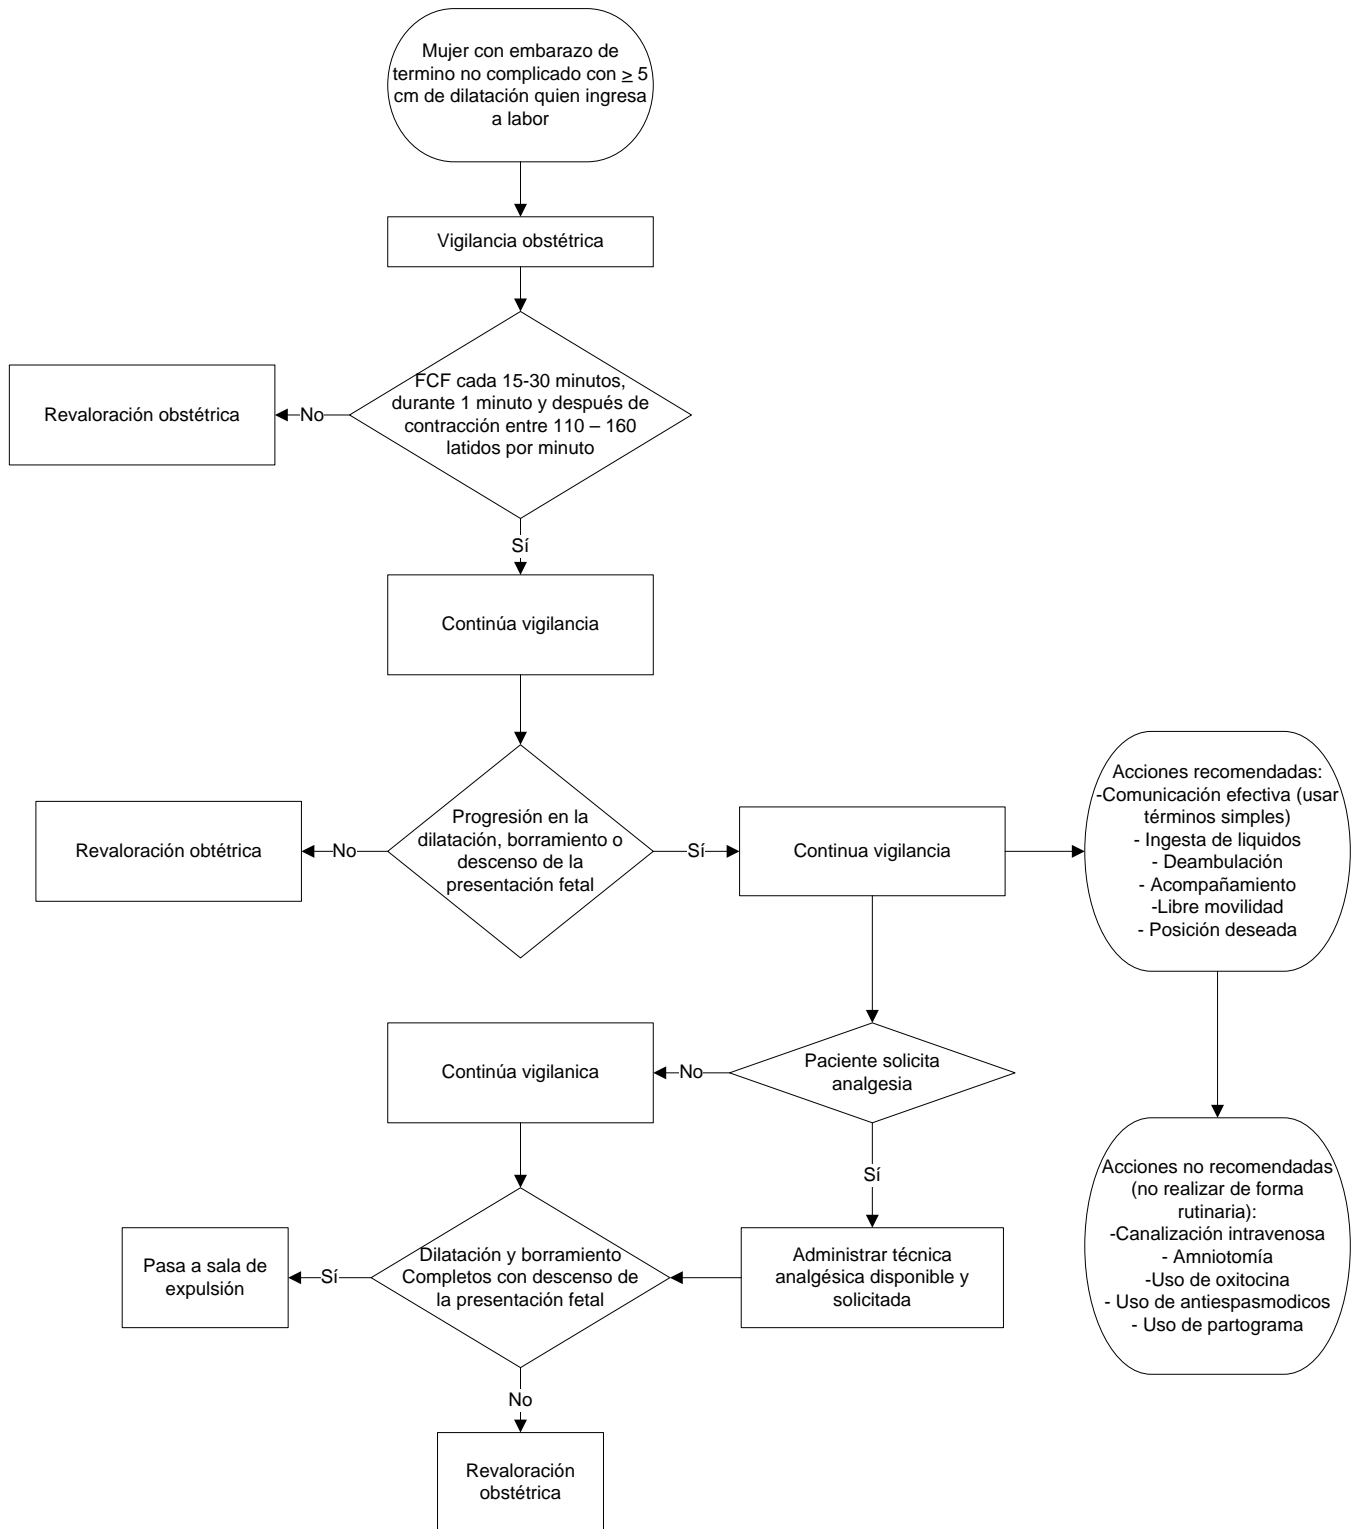 Mujer con embarazo de
termino no complicado con ≥ 5
cm de dilatación quien ingresa
a labor
Vigilancia obstétrica
FCF cada 15-30 minutos,
durante 1 minuto y después de
contracción entre 110 – 160
latidos por minuto
No
Revaloración obstétrica
Sí
Continúa vigilancia
Progresión en la
dilatación, borramiento o
descenso de la
presentación fetal
No
Revaloración obtétrica
Sí
Continua vigilancia
Acciones recomendadas:
-Comunicación efectiva (usar
términos simples)
- Ingesta de liquidos
- Deambulación
- Acompañamiento
-Libre movilidad
- Posición deseada
Paciente solicita
analgesia
No
Continúa vigilanica
Sí
Administrar técnica
analgésica disponible y
solicitada
Acciones no recomendadas
(no realizar de forma
rutinaria):
-Canalización intravenosa
- Amniotomía
-Uso de oxitocina
- Uso de antiespasmodicos
- Uso de partograma
Dilatación y borramiento
Completos con descenso de
la presentación fetal
Sí
Pasa a sala de
expulsión
No
Revaloración
obstétrica